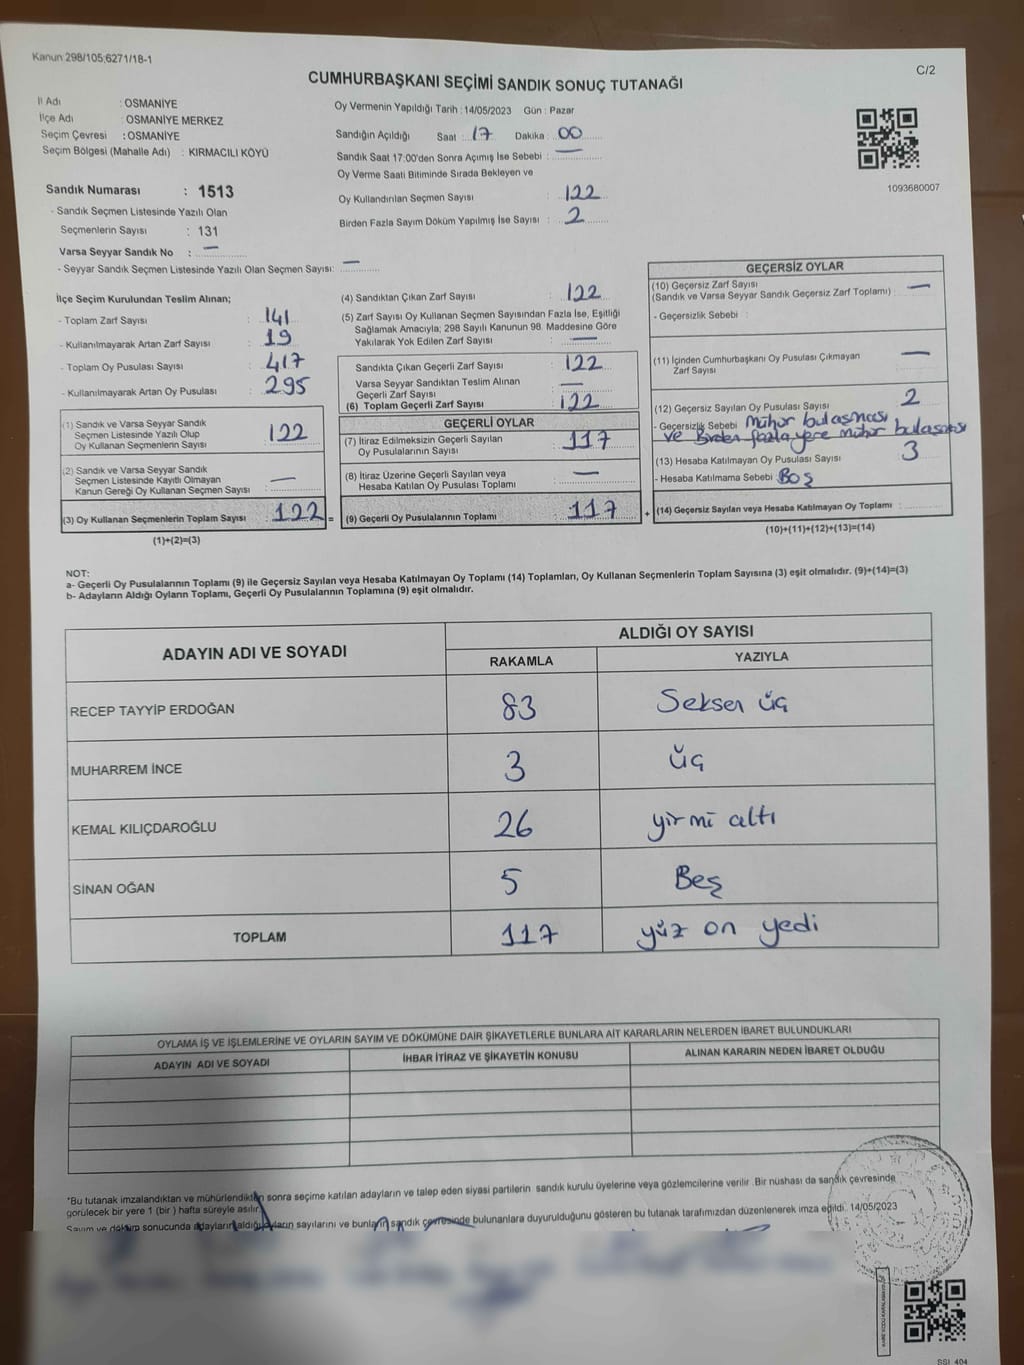 Kanun:298/105;6271/18-1
C/2
CUMHURBAŞKANI SEÇİMİ SANDIK SONUÇ TUTANAĞI
İl Adı : OSMANİYE
İlçe Adı : OSMANİYE MERKEZ
Seçim Çevresi : OSMANİYE
Seçim Bölgesi (Mahalle Adı) : KIRMACILI KÖYÜ
Sandık Numarası : 1513
- Sandık Seçmen Listesinde Yazılı Olan
Seçmenlerin Sayısı : 131
Varsa Seyyar Sandık No : —
- Seyyar Sandık Seçmen Listesinde Yazılı Olan Seçmen Sayısı: —
Oy Vermenin Yapıldığı Tarih : 14/05/2023 Gün : Pazar
Sandığın Açıldığı Saat : 17 Dakika : 00
Sandık Saat 17:00'den Sonra Açımış İse Sebebi : —
Oy Verme Saati Bitiminde Sırada Bekleyen ve
Oy Kullandırılan Seçmen Sayısı : 122
Birden Fazla Sayım Döküm Yapılmış İse Sayısı : 2
1093680007
İlçe Seçim Kurulundan Teslim Alınan;
- Toplam Zarf Sayısı : 141
- Kullanılmayarak Artan Zarf Sayısı : 19
- Toplam Oy Pusulası Sayısı : 417
- Kullanılmayarak Artan Oy Pusulası : 295
(1) Sandık ve Varsa Seyyar Sandık
Seçmen Listesinde Yazılı Olup
Oy Kullanan Seçmenlerin Sayısı : 122
(2) Sandık ve Varsa Seyyar Sandık
Seçmen Listesinde Kayıtlı Olmayan
Kanun Gereği Oy Kullanan Seçmen Sayısı : —
(3) Oy Kullanan Seçmenlerin Toplam Sayısı : 122 =
(1)+(2)=(3)
(4) Sandıktan Çıkan Zarf Sayısı : 122
(5) Zarf Sayısı Oy Kullanan Seçmen Sayısından Fazla İse, Eşitliği
Sağlamak Amacıyla; 298 Sayılı Kanunun 98. Maddesine Göre
Yakılarak Yok Edilen Zarf Sayısı : —
Sandıkta Çıkan Geçerli Zarf Sayısı : 122
Varsa Seyyar Sandıktan Teslim Alınan
Geçerli Zarf Sayısı : —
(6) Toplam Geçerli Zarf Sayısı : 122
GEÇERLİ OYLAR
(7) İtiraz Edilmeksizin Geçerli Sayılan
Oy Pusulalarının Sayısı : 117
(8) İtiraz Üzerine Geçerli Sayılan veya
Hesaba Katılan Oy Pusulası Toplamı : —
(9) Geçerli Oy Pusulalarının Toplamı : 117 +
GEÇERSİZ OYLAR
(10) Geçersiz Zarf Sayısı
(Sandık ve Varsa Seyyar Sandık Geçersiz Zarf Toplamı) : —
- Geçersizlik Sebebi :
(11) İçinden Cumhurbaşkanı Oy Pusulası Çıkmayan
Zarf Sayısı : —
(12) Geçersiz Sayılan Oy Pusulası Sayısı : 2
- Geçersizlik Sebebi mühür bulaşması
ve Birden fazla yere mühür bulaşması
(13) Hesaba Katılmayan Oy Pusulası Sayısı : 3
- Hesaba Katılmama Sebebi Boş
(14) Geçersiz Sayılan veya Hesaba Katılmayan Oy Toplamı :
(10)+(11)+(12)+(13)=(14)
NOT:
a- Geçerli Oy Pusulalarının Toplamı (9) ile Geçersiz Sayılan veya Hesaba Katılmayan Oy Toplamı (14) Toplamları, Oy Kullanan Seçmenlerin Toplam Sayısına (3) eşit olmalıdır. (9)+(14)=(3)
b- Adayların Aldığı Oyların Toplamı, Geçerli Oy Pusulalarının Toplamına (9) eşit olmalıdır.
ADAYIN ADI VE SOYADI
ALDIĞI OY SAYISI
RAKAMLA YAZIYLA
RECEP TAYYİP ERDOĞAN 83 Seksen üç
MUHARREM İNCE 3 üç
KEMAL KILIÇDAROĞLU 26 yirmi altı
SİNAN OĞAN 5 Beş
TOPLAM 117 yüz on yedi
OYLAMA İŞ VE İŞLEMLERİNE VE OYLARIN SAYIM VE DÖKÜMÜNE DAİR ŞİKAYETLERLE BUNLARA AİT KARARLARIN NELERDEN İBARET BULUNDUKLARI
ADAYIN ADI VE SOYADI İHBAR İTİRAZ VE ŞİKAYETİN KONUSU ALINAN KARARIN NEDEN İBARET OLDUĞU
*Bu tutanak imzalandıktan ve mühürlendikten sonra seçime katılan adayların ve talep eden siyasi partilerin sandık kurulu üyelerine veya gözlemcilerine verilir .Bir nüshası da sandık çevresinde
görülecek bir yere 1 (bir ) hafta süreyle asılır.
Sayım ve döküm sonucunda adayların aldığı oyların sayılarını ve bunların sandık çevresinde bulunanlara duyurulduğunu gösteren bu tutanak tarafımızdan düzenlenerek imza edildi. 14/05/2023
SSI_404